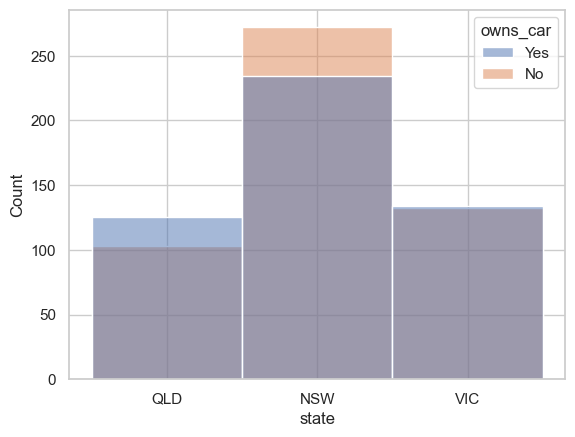 owns_car
Yes
No
250
200
150
100
50
0
Count
QLD NSW VIC
state